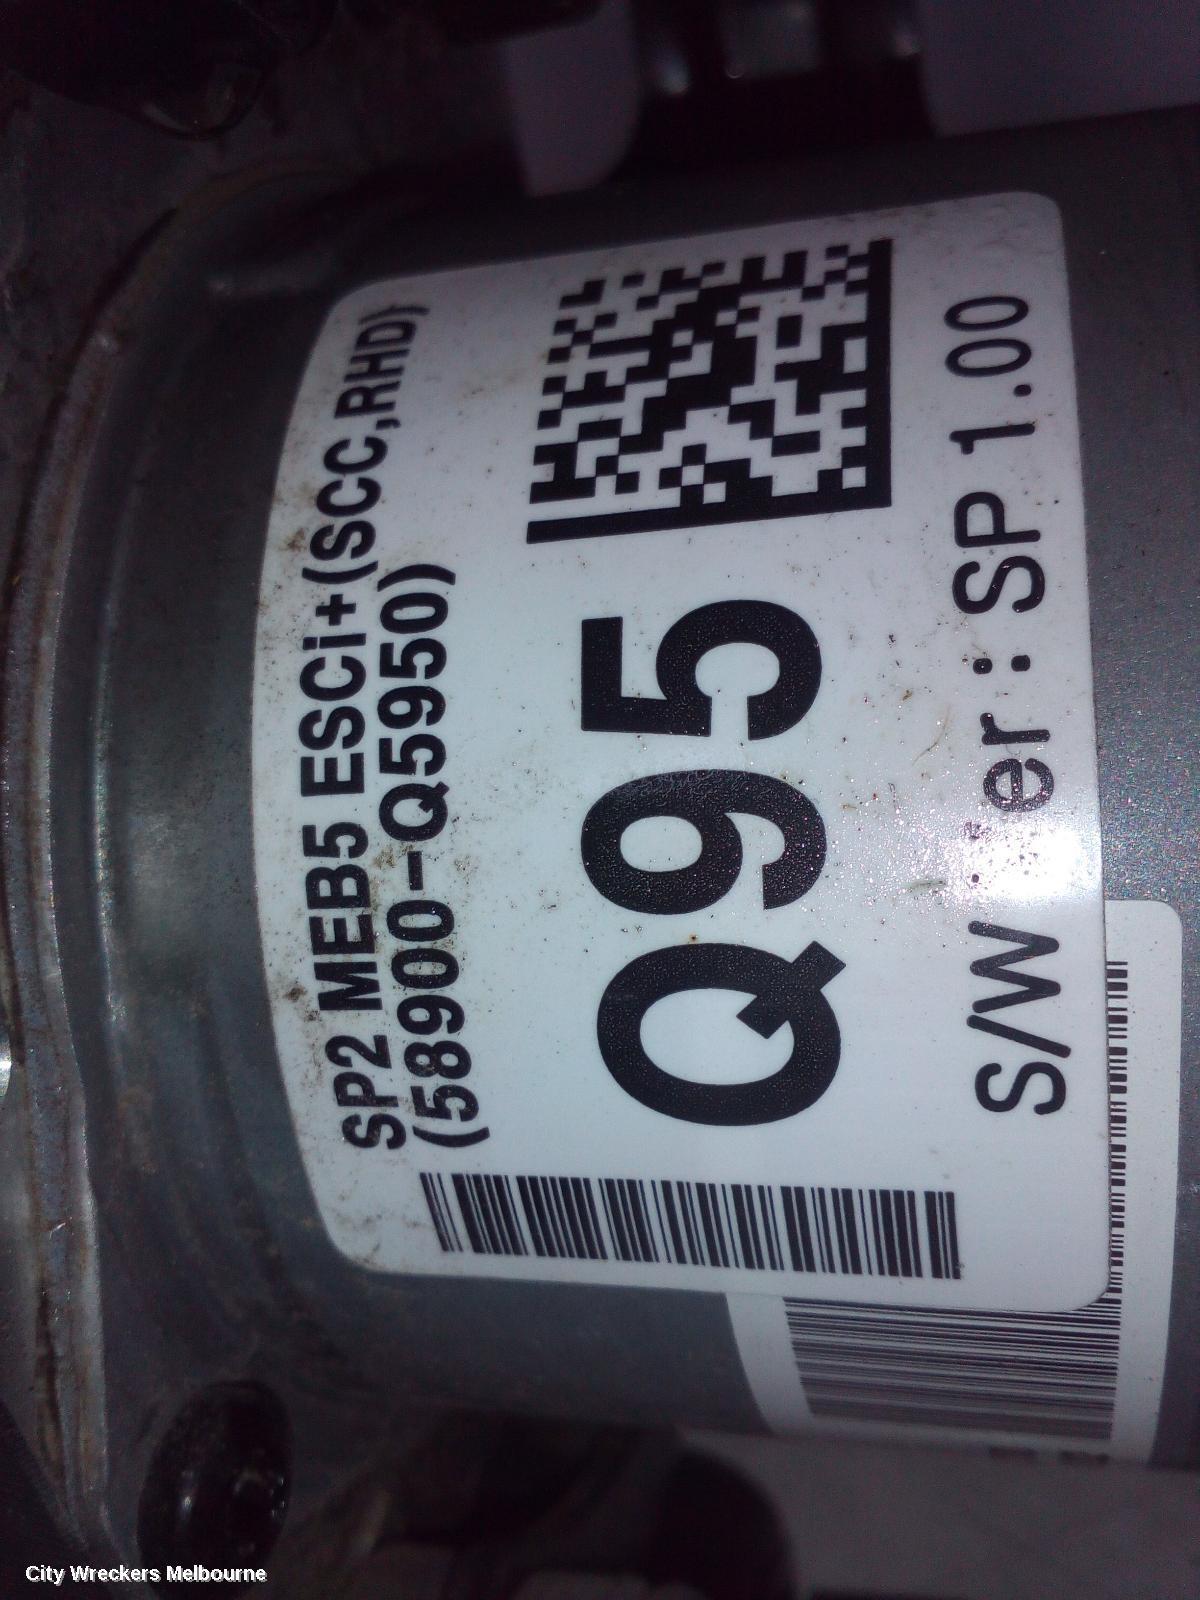 SP2 MEB5 ESCi+(SCC,RHD)
(58900-Q5950)
Q95
S/W er : SP 1.00
City Wreckers Melbourne